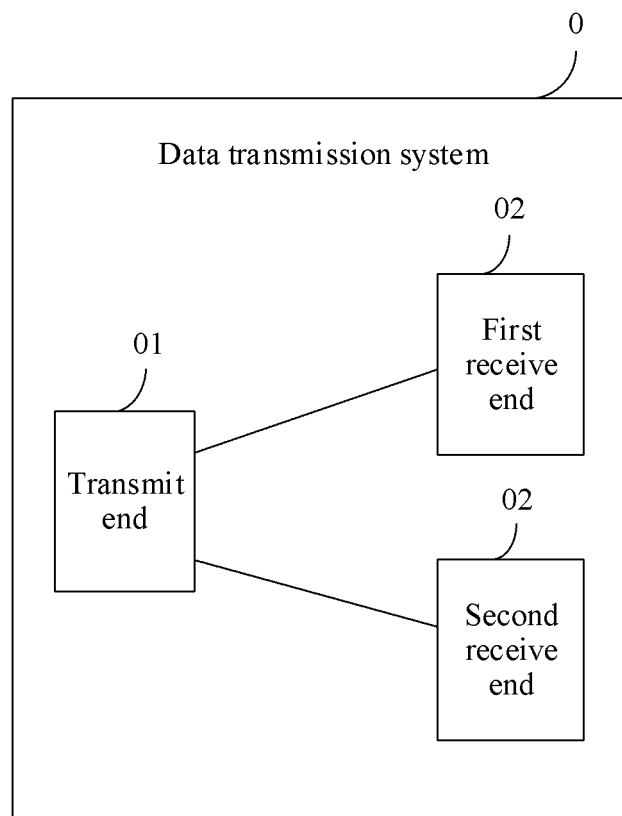 0
Data transmission system
02
First
receive
end
01
Transmit
end
02
Second
receive
end